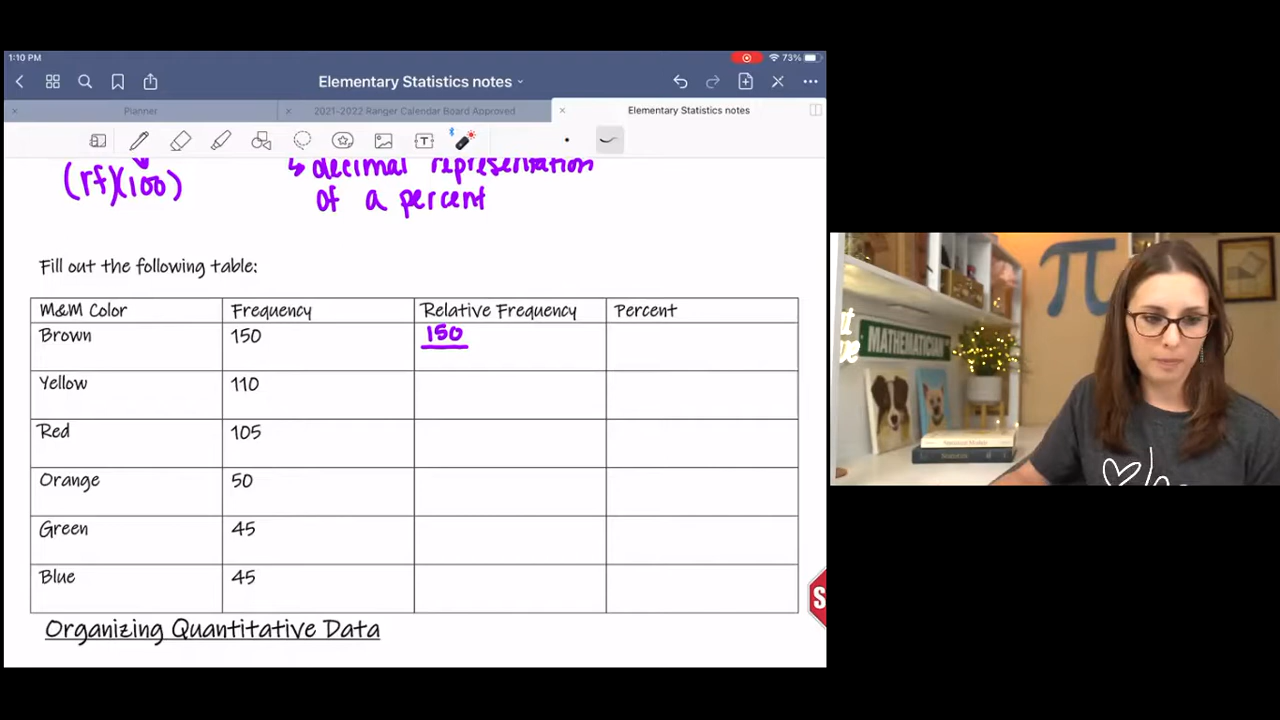 1:10 PM
73%
Elementary Statistics notes
Planner
2021-2022 Ranger Calendar Board Approved
Elementary Statistics notes
(rf)(100)
↳ decimal representation
of a percent
Fill out the following table:
M&M Color Frequency Relative Frequency Percent
Brown 150 150
Yellow 110
Red 105
Orange 50
Green 45
Blue 45
Organizing Quantitative Data
S
MATHEMATICIAN
Statistics